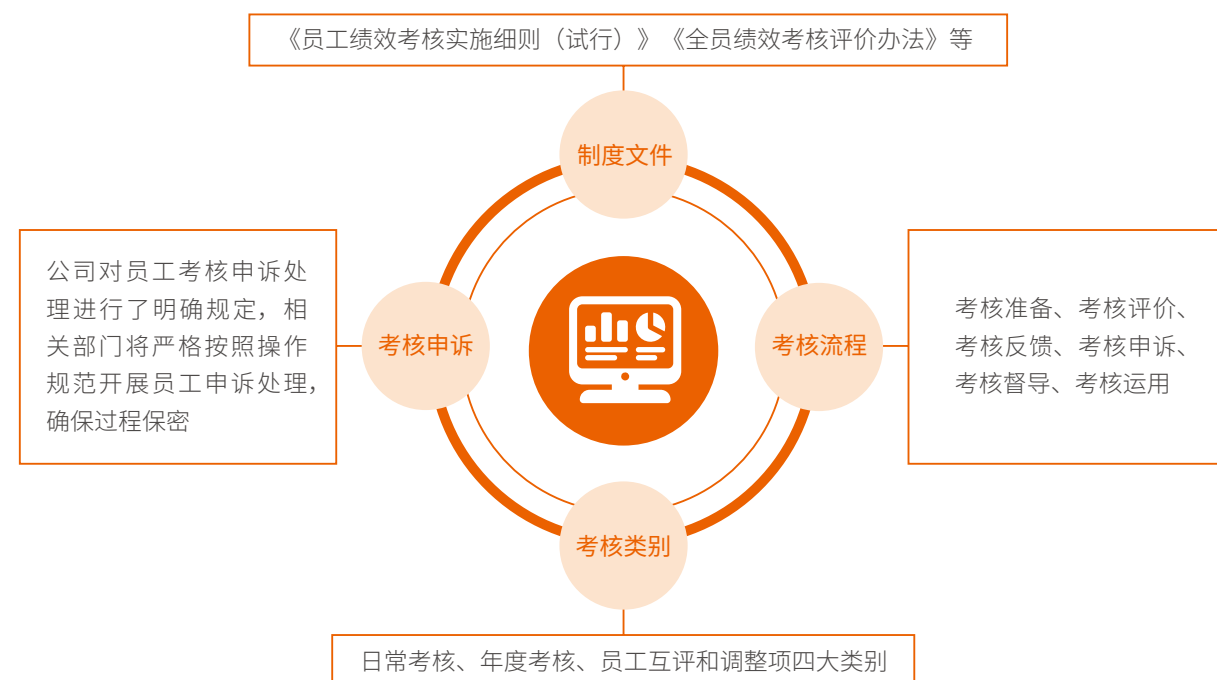 《员工绩效考核实施细则（试行）》《全员绩效考核评价办法》等
制度文件
公司对员工考核申诉处
理进行了明确规定，相
关部门将严格按照操作
规范开展员工申诉处理，
确保过程保密
考核申诉
考核流程
考核准备、考核评价、
考核反馈、考核申诉、
考核督导、考核运用
考核类别
日常考核、年度考核、员工互评和调整项四大类别